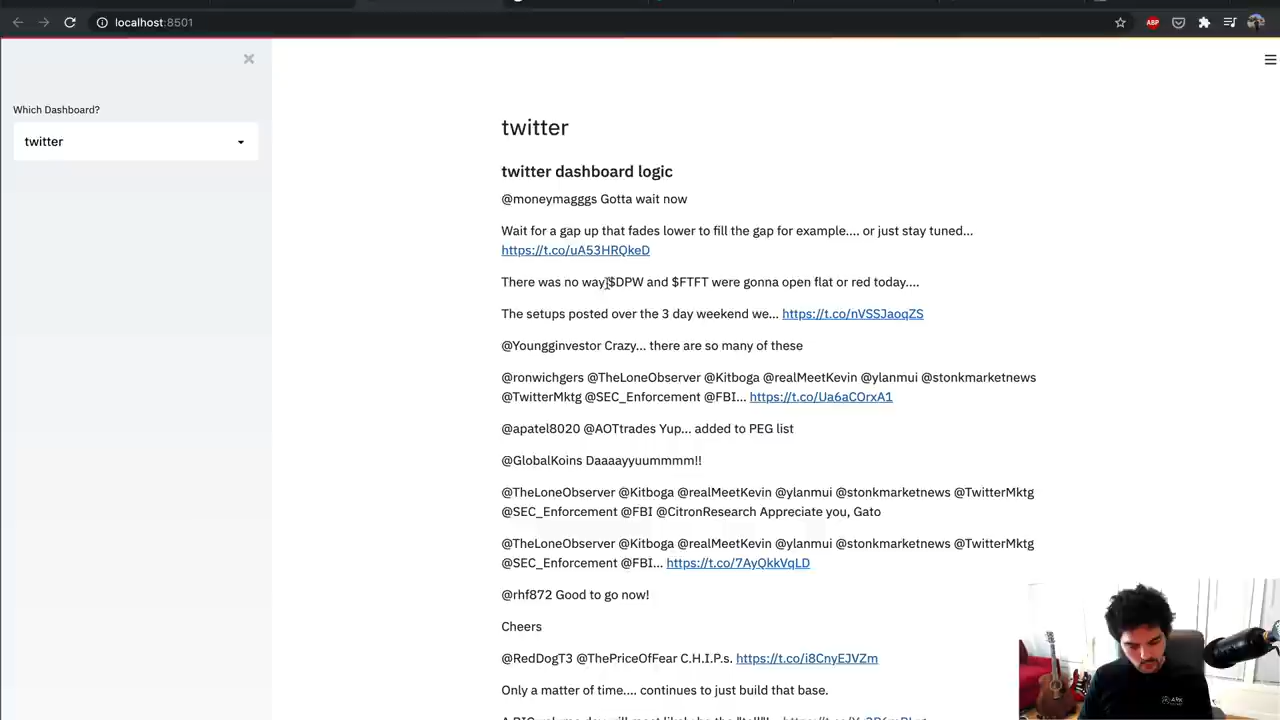 localhost:8501
ABP
Which Dashboard?
twitter
twitter
twitter dashboard logic
@moneymagggs Gotta wait now
Wait for a gap up that fades lower to fill the gap for example.... or just stay tuned...
https://t.co/uA53HRQkeD
There was no way $DPW and $FTFT were gonna open flat or red today....
The setups posted over the 3 day weekend we... https://t.co/nVSSJaoqZS
@Youngginvestor Crazy... there are so many of these
@ronwichgers @TheLoneObserver @Kitboga @realMeetKevin @ylanmui @stonkmarketnews
@TwitterMktg @SEC_Enforcement @FBI... https://t.co/Ua6aCOrxA1
@apatel8020 @AOTtrades Yup... added to PEG list
@GlobalKoins Daaaayyuummmm!!
@TheLoneObserver @Kitboga @realMeetKevin @ylanmui @stonkmarketnews @TwitterMktg
@SEC_Enforcement @FBI @CitronResearch Appreciate you, Gato
@TheLoneObserver @Kitboga @realMeetKevin @ylanmui @stonkmarketnews @TwitterMktg
@SEC_Enforcement @FBI... https://t.co/7AyQkkVqLD
@rhf872 Good to go now!
Cheers
@RedDogT3 @ThePriceOfFear C.H.I.P.s. https://t.co/i8CnyEJVZm
Only a matter of time.... continues to just build that base.